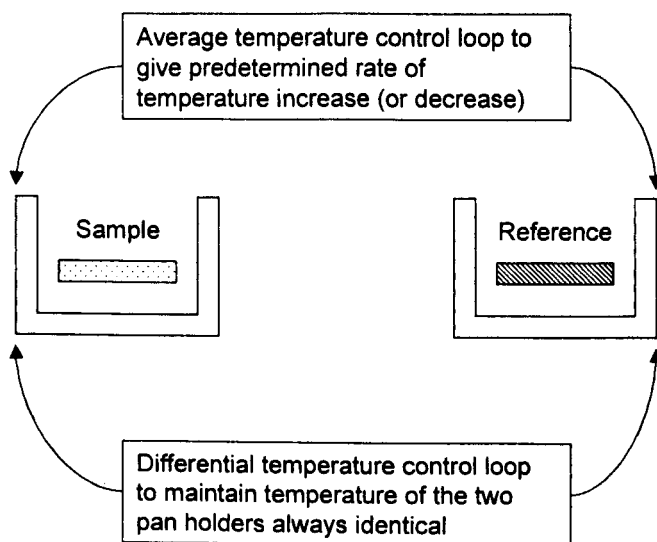 Average temperature control loop to
give predetermined rate of
temperature increase (or decrease)
Sample
Reference
Differential temperature control loop
to maintain temperature of the two
pan holders always identical